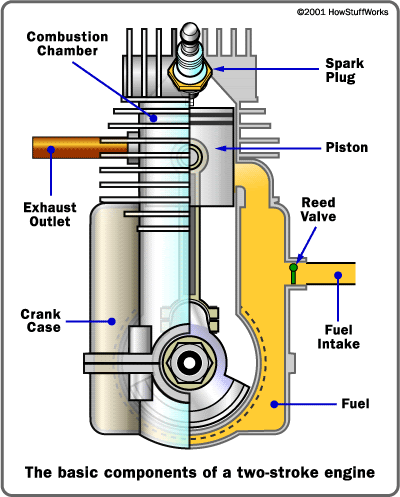 ©2001 HowStuffWorks
Combustion
Chamber
Spark
Plug
Piston
Exhaust
Outlet
Reed
Valve
Crank
Case
Fuel
Intake
Fuel
The basic components of a two-stroke engine